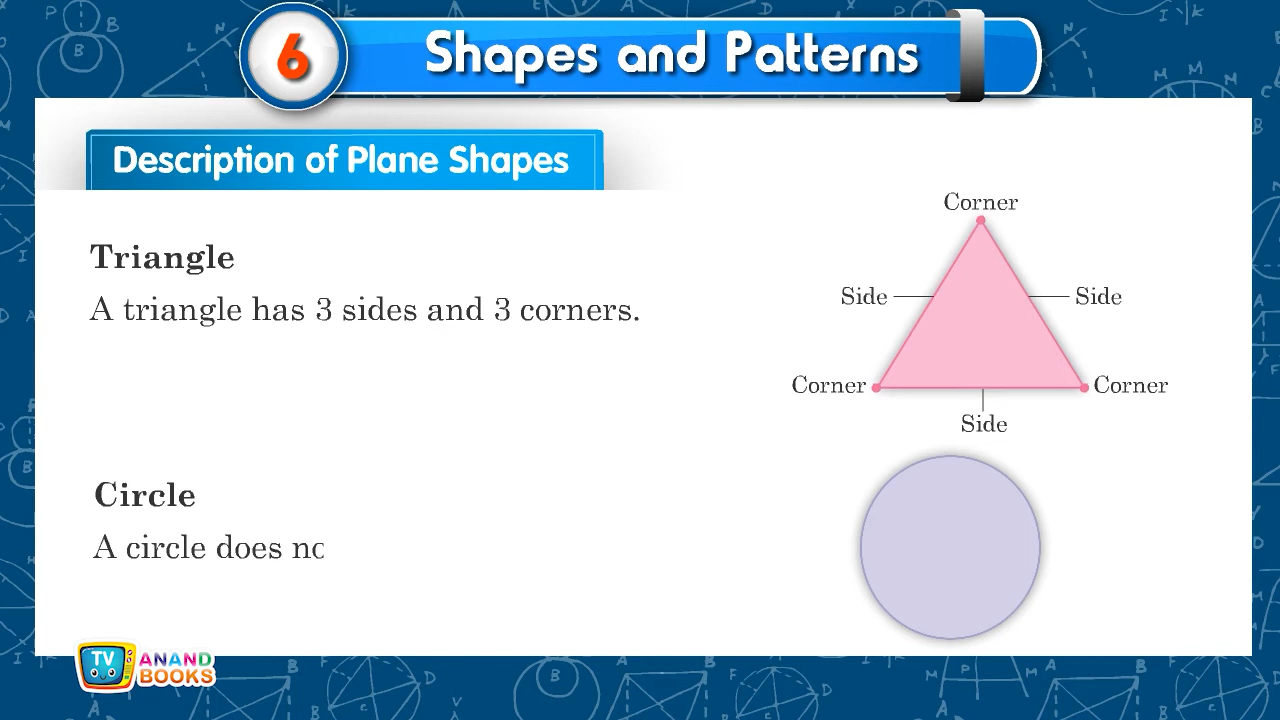 6
Shapes and Patterns
Description of Plane Shapes
Triangle
A triangle has 3 sides and 3 corners.
Corner
Side
Side
Corner
Corner
Side
Circle
A circle does
TV
ANAND
BOOKS